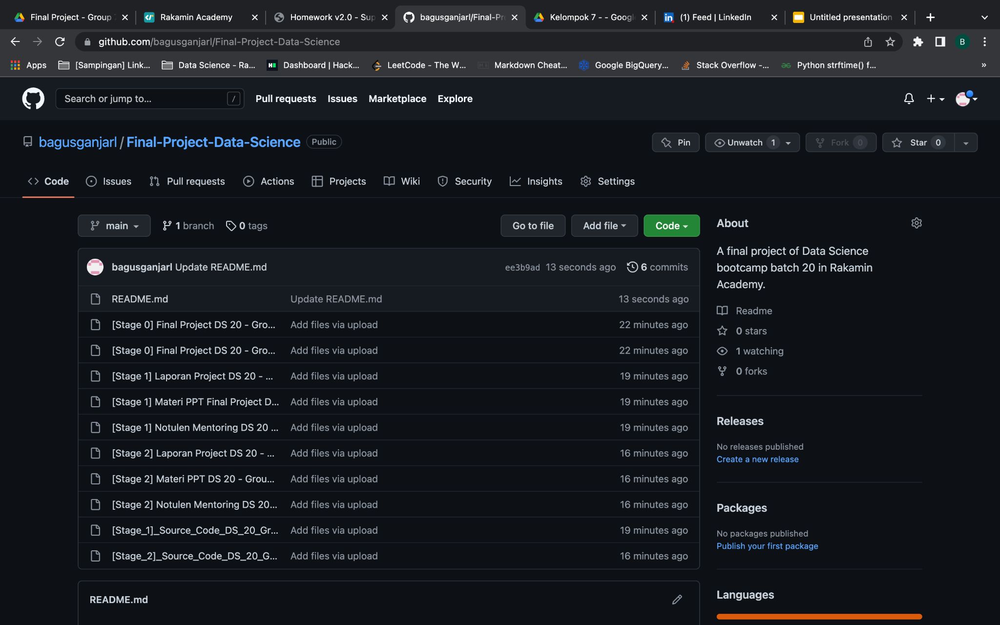 Final Project - Group
Rakamin Academy
Homework v2.0 - Sup
bagusganjarl/Final-Pr
Kelompok 7 - - Googl
(1) Feed | LinkedIn
Untitled presentation
github.com/bagusganjarl/Final-Project-Data-Science
B
Apps
[Sampingan] Link...
Data Science - Ra...
Dashboard | Hack...
LeetCode - The W...
Markdown Cheat...
Google BigQuery...
Stack Overflow -...
Python strftime() f...
»
Search or jump to...
/
Pull requests
Issues
Marketplace
Explore
bagusganjarl / Final-Project-Data-Science
Public
Pin
Unwatch 1
Fork 0
Star 0
Code
Issues
Pull requests
Actions
Projects
Wiki
Security
Insights
Settings
main
1 branch
0 tags
Go to file
Add file
Code
bagusganjarl Update README.md ee3b9ad 13 seconds ago 6 commits
README.md Update README.md 13 seconds ago
[Stage 0] Final Project DS 20 - Gro... Add files via upload 22 minutes ago
[Stage 0] Final Project DS 20 - Gro... Add files via upload 22 minutes ago
[Stage 1] Laporan Project DS 20 - ... Add files via upload 19 minutes ago
[Stage 1] Materi PPT Final Project D... Add files via upload 19 minutes ago
[Stage 1] Notulen Mentoring DS 20 ... Add files via upload 19 minutes ago
[Stage 2] Laporan Project DS 20 - ... Add files via upload 16 minutes ago
[Stage 2] Materi PPT DS 20 - Grou... Add files via upload 16 minutes ago
[Stage 2] Notulen Mentoring DS 20... Add files via upload 16 minutes ago
[Stage_1]_Source_Code_DS_20_Gr... Add files via upload 19 minutes ago
[Stage_2]_Source_Code_DS_20_G... Add files via upload 16 minutes ago
README.md
About
A final project of Data Science
bootcamp batch 20 in Rakamin
Academy.
Readme
0 stars
1 watching
0 forks
Releases
No releases published
Create a new release
Packages
No packages published
Publish your first package
Languages